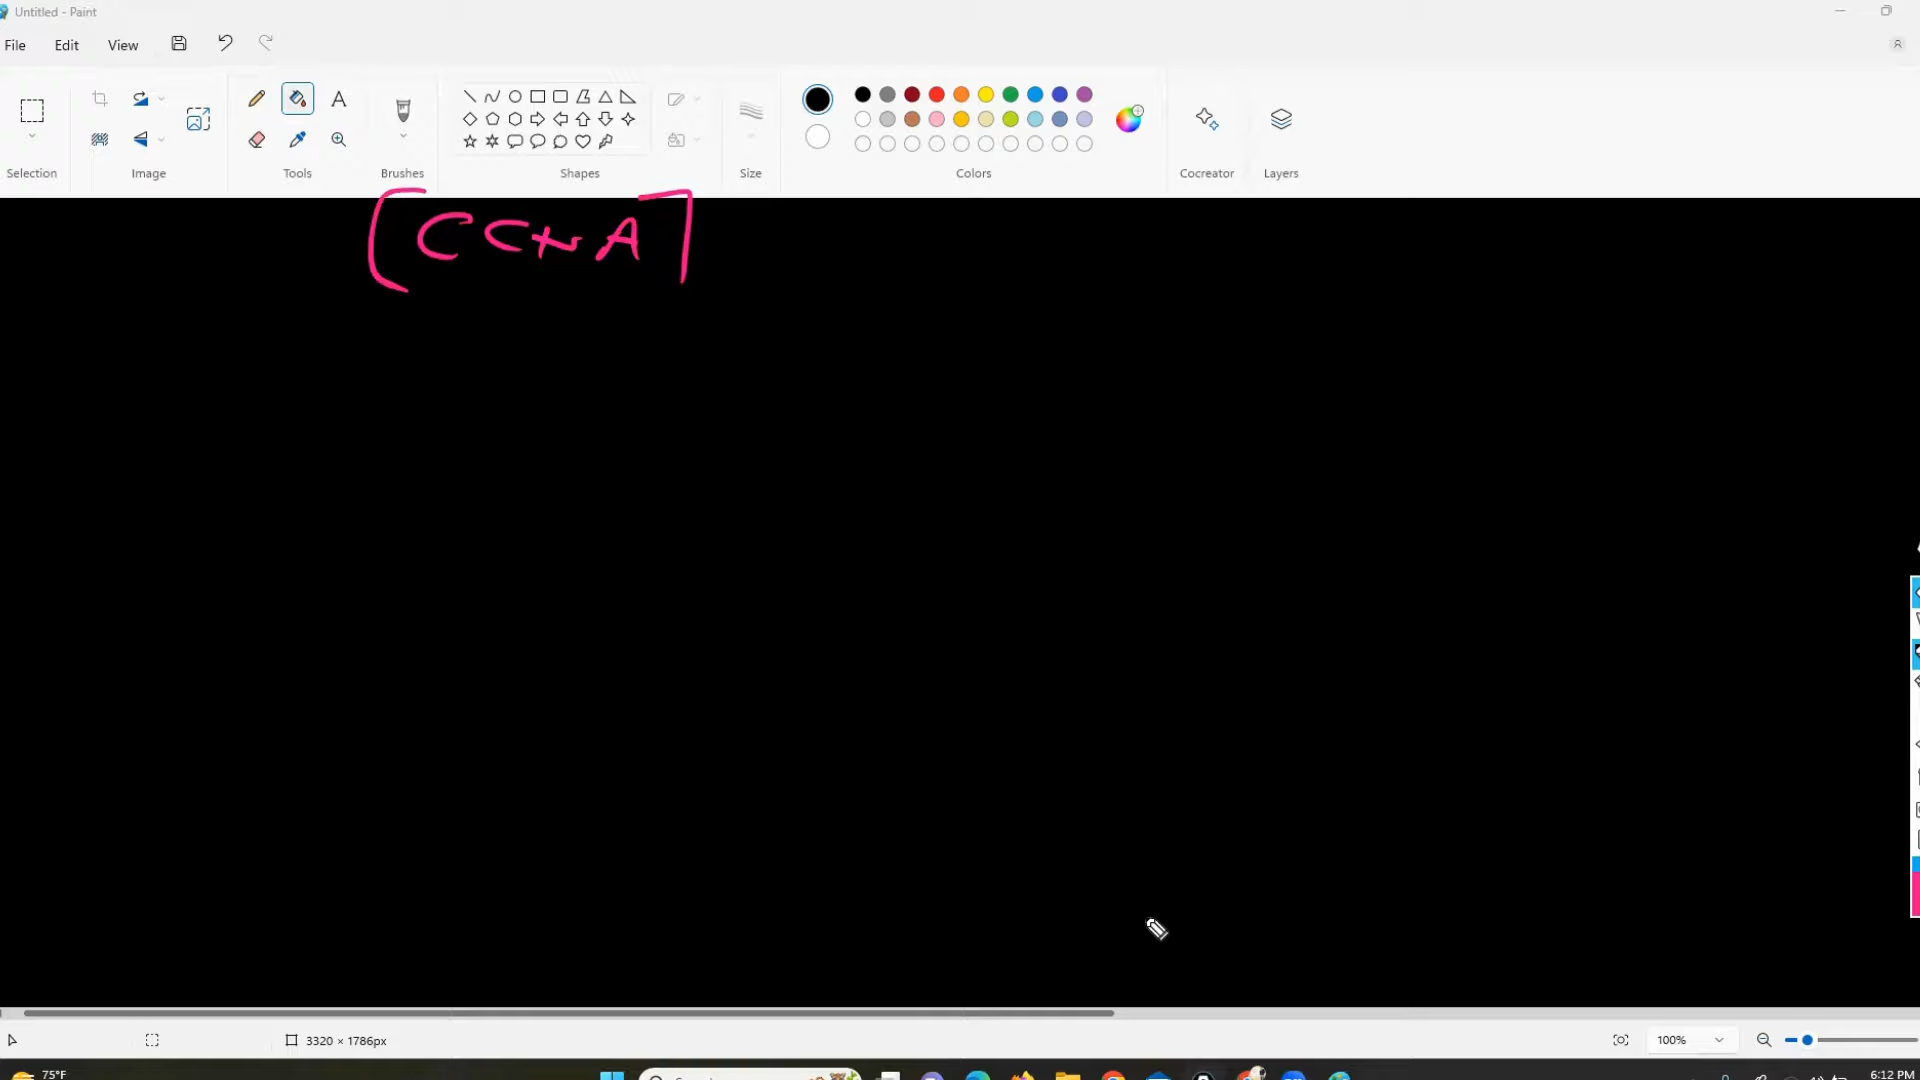 Untitled - Paint
File Edit View
Selection Image Tools Brushes Shapes Size Colors Cocreator Layers
[CCNA]
3320 × 1786px 100%
75°F 6:12 PM